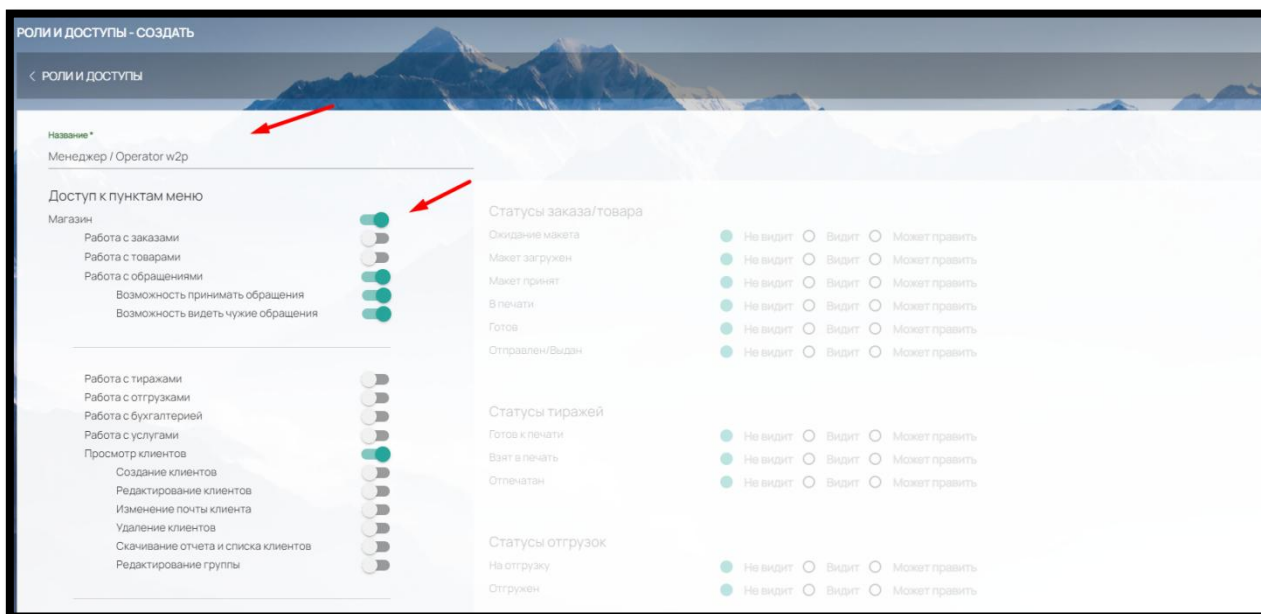 РОЛИ И ДОСТУПЫ - СОЗДАТЬ
< РОЛИ И ДОСТУПЫ
Название *
Менеджер / Operator w2p
Доступ к пунктам меню
Магазин
Работа с заказами
Работа с товарами
Работа с обращениями
Возможность принимать обращения
Возможность видеть чужие обращения
Работа с тиражами
Работа с отгрузками
Работа с бухгалтерией
Работа с услугами
Просмотр клиентов
Создание клиентов
Редактирование клиентов
Изменение почты клиента
Удаление клиентов
Скачивание отчета и списка клиентов
Редактирование группы
Статусы заказа/товара
Ожидание макета Не видит Видит Может править
Макет загружен Не видит Видит Может править
Макет принят Не видит Видит Может править
В печати Не видит Видит Может править
Готов Не видит Видит Может править
Отправлен/Выдан Не видит Видит Может править
Статусы тиражей
Готов к печати Не видит Видит Может править
Взят в печать Не видит Видит Может править
Отпечатан Не видит Видит Может править
Статусы отгрузок
На отгрузку Не видит Видит Может править
Отгружен Не видит Видит Может править